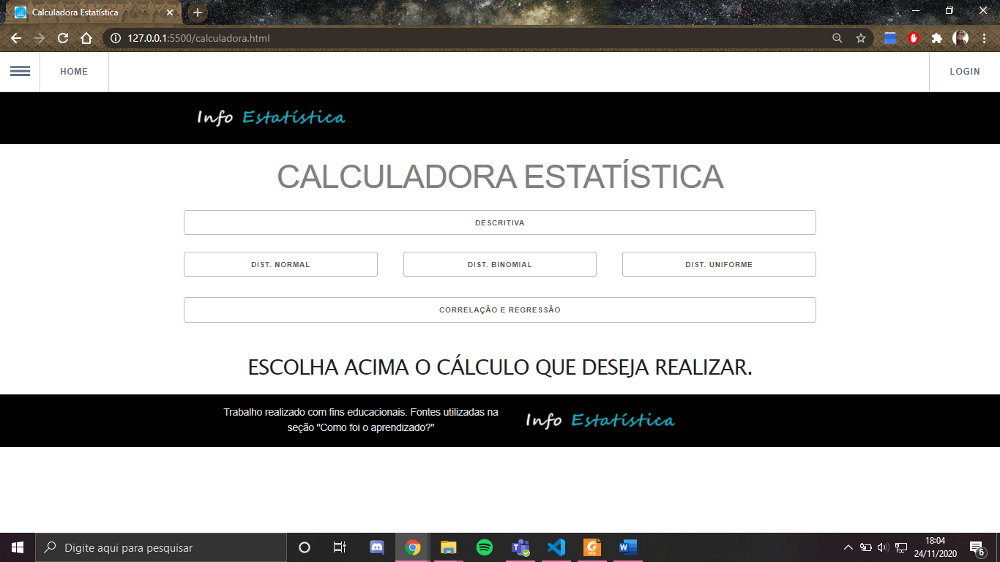 Calculadora Estatística
127.0.0.1:5500/calculadora.html
HOME
LOGIN
Info Estatística
CALCULADORA ESTATÍSTICA
DESCRITIVA
DIST. NORMAL
DIST. BINOMIAL
DIST. UNIFORME
CORRELAÇÃO E REGRESSÃO
ESCOLHA ACIMA O CÁLCULO QUE DESEJA REALIZAR.
Trabalho realizado com fins educacionais. Fontes utilizadas na
seção "Como foi o aprendizado?"
Info Estatística
Digite aqui para pesquisar
PDF
18:04
24/11/2020
6